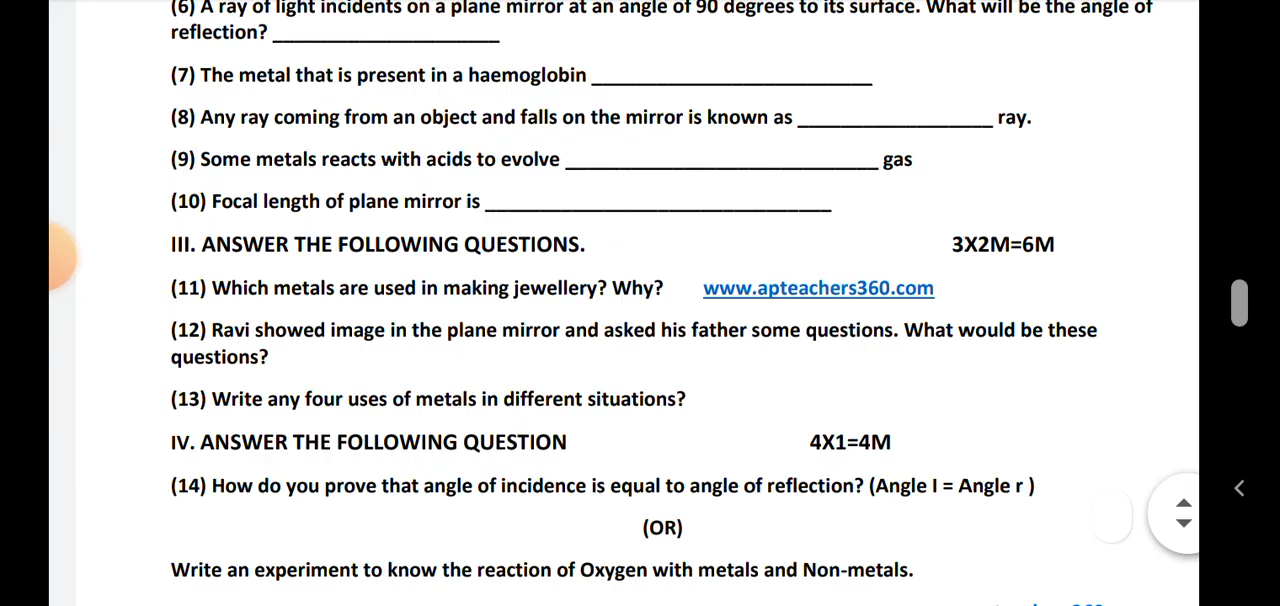 (6) A ray of light incidents on a plane mirror at an angle of 90 degrees to its surface. What will be the angle of
reflection? ______________________
(7) The metal that is present in a haemoglobin ___________________________
(8) Any ray coming from an object and falls on the mirror is known as ___________________ ray.
(9) Some metals reacts with acids to evolve ______________________________ gas
(10) Focal length of plane mirror is _________________________________
III. ANSWER THE FOLLOWING QUESTIONS. 3X2M=6M
(11) Which metals are used in making jewellery? Why? www.apteachers360.com
(12) Ravi showed image in the plane mirror and asked his father some questions. What would be these
questions?
(13) Write any four uses of metals in different situations?
IV. ANSWER THE FOLLOWING QUESTION 4X1=4M
(14) How do you prove that angle of incidence is equal to angle of reflection? (Angle I = Angle r )
(OR)
Write an experiment to know the reaction of Oxygen with metals and Non-metals.